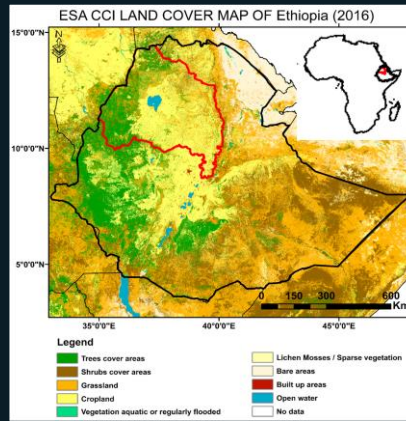 ESA CCI LAND COVER MAP OF Ethiopia (2016)
15°0'0"N
10°0'0"N
5°0'0"N
0 150 300 600
Km
35°0'0"E 40°0'0"E 45°0'0"E
Legend
Trees cover areas
Shrubs cover areas
Grassland
Cropland
Vegetation aquatic or regularly flooded
Lichen Mosses / Sparse vegetation
Bare areas
Built up areas
Open water
No data